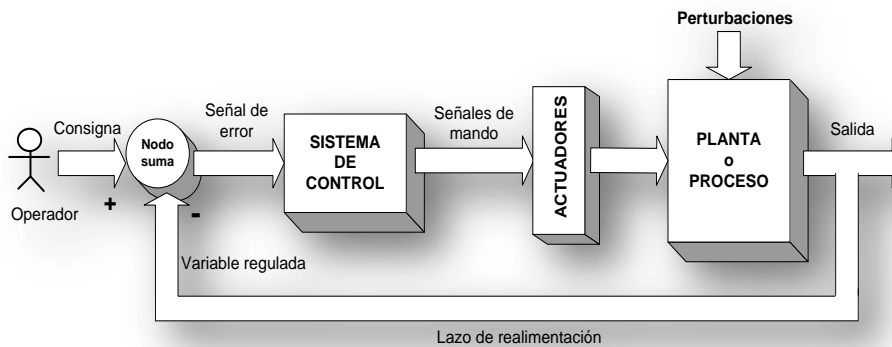 Perturbaciones
Consigna
Operador
+
-
Nodo
suma
Señal de
error
SISTEMA
DE
CONTROL
Señales de
mando
ACTUADORES
PLANTA
o
PROCESO
Salida
Variable regulada
Lazo de realimentación